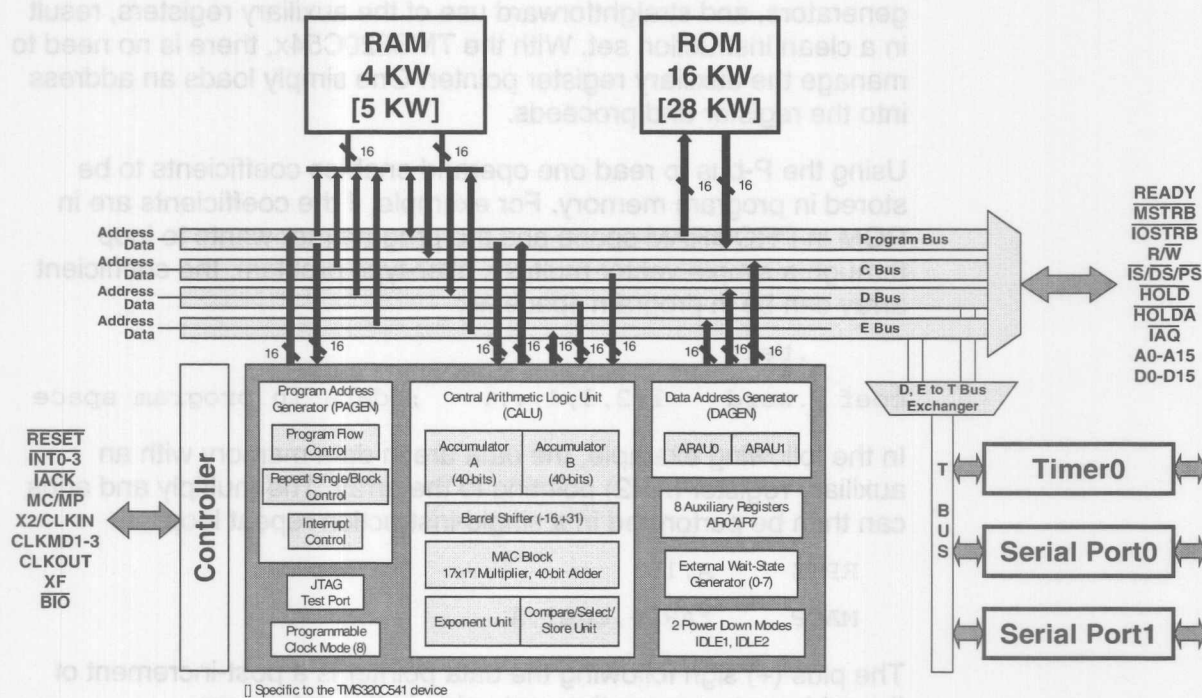 RAM
4 KW
[5 KW]
ROM
16 KW
[28 KW]
16
16
16
16
Address
Data
Address
Data
Address
Data
Address
Data
Program Bus
C Bus
D Bus
E Bus
READY
MSTRB
IOSTRB
R/W
IS/DS/PS
HOLD
HOLDA
IAQ
A0-A15
D0-D15
16
16
16
16
16
16
16
16
16
16
D, E to T Bus
Exchanger
RESET
INT0-3
IACK
MC/MP
X2/CLKIN
CLKMD1-3
CLKOUT
XF
BIO
Controller
Program Address
Generator (PAGEN)
Program Flow
Control
Repeat Single/Block
Control
Interrupt
Control
JTAG
Test Port
Programmable
Clock Mode (8)
Central Arithmetic Logic Unit
(CALU)
Accumulator
A
(40-bits)
Accumulator
B
(40-bits)
Barrel Shifter(-16+31)
MAC Block
17x17 Multiplier, 40-bit Adder
Exponent Unit
Compare/Select/
Store Unit
Data Address Generator
(DAGEN)
ARAU0
ARAU1
8 Auxiliary Registers
AR0-AR7
External Wait-State
Generator (0-7)
2 Power Down Modes
IDLE1, IDLE2
T
B
U
S
Timer0
Serial Port0
Serial Port1
[] Specific to the TMS320C541 device